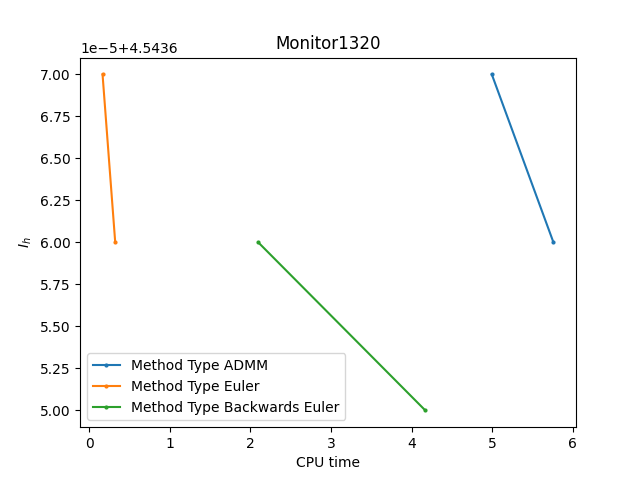 Monitor1320
1e−5+4.5436
7.00
6.75
6.50
6.25
6.00
5.75
5.50
5.25
5.00
I_h
Method Type ADMM
Method Type Euler
Method Type Backwards Euler
0 1 2 3 4 5 6
CPU time